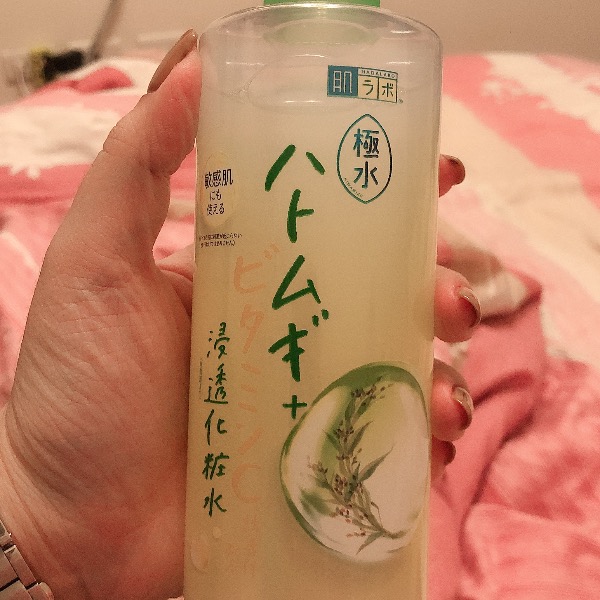 肌ラボ
極水
ハトムギ+
ビタミンC
浸透化粧水
敏感肌
にも
使える